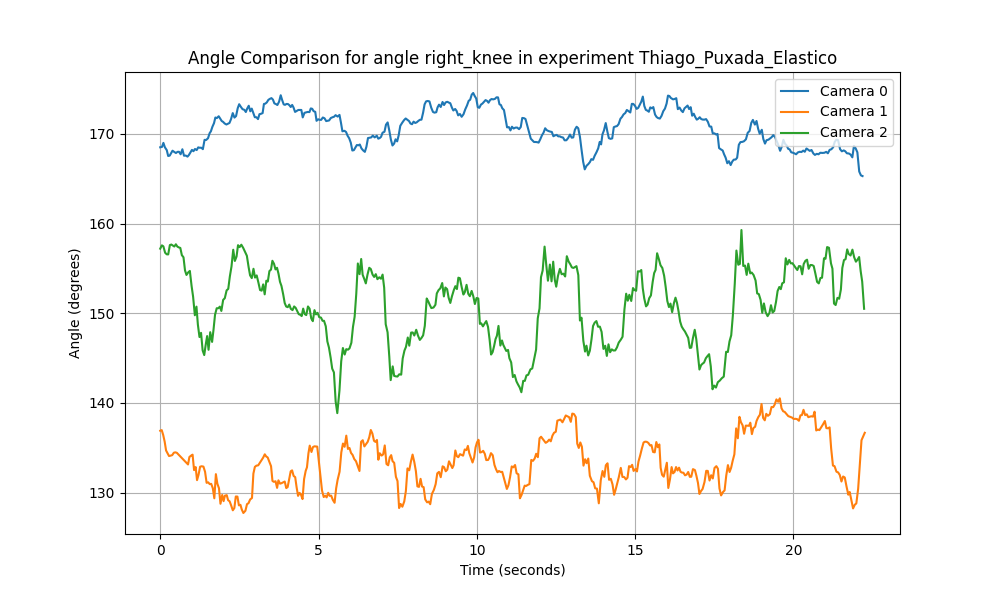 Angle Comparison for angle right_knee in experiment Thiago_Puxada_Elastico
Camera 0
Camera 1
Camera 2
170
160
150
140
130
Angle (degrees)
0 5 10 15 20
Time (seconds)